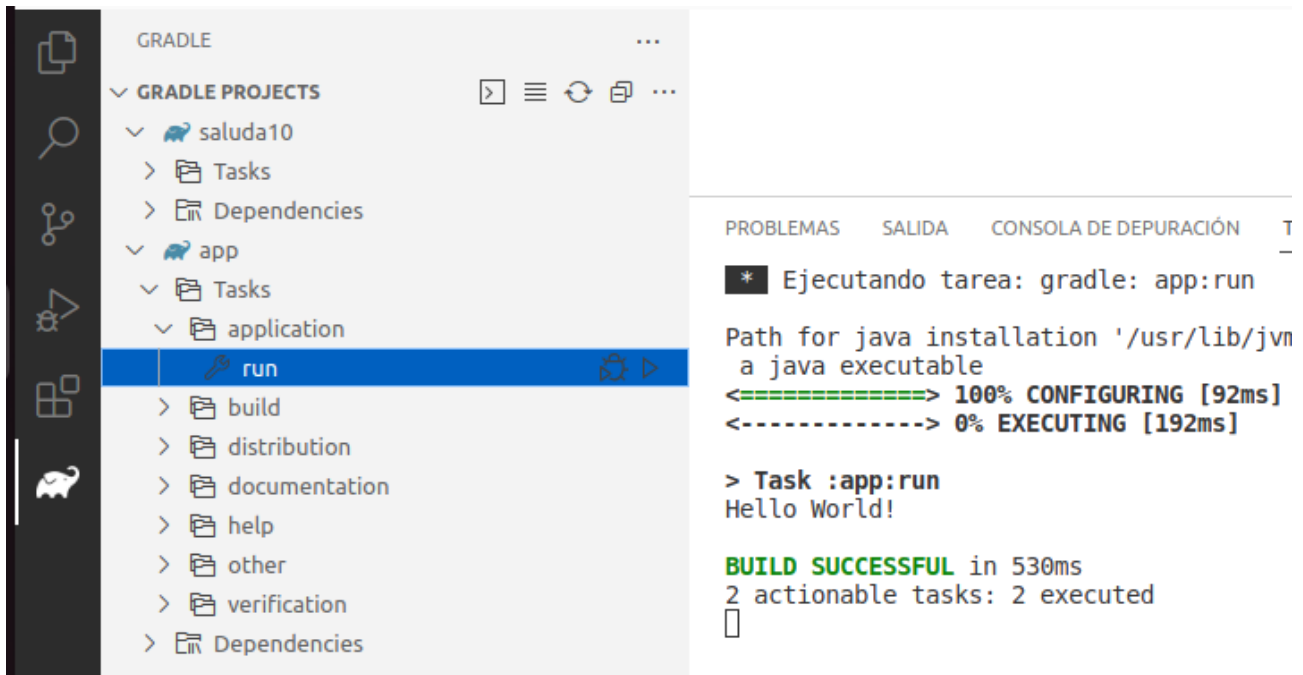 GRADLE
GRADLE PROJECTS
saluda10
Tasks
Dependencies
app
Tasks
application
run
build
distribution
documentation
help
other
verification
Dependencies
PROBLEMAS SALIDA CONSOLA DE DEPURACIÓN T
* Ejecutando tarea: gradle: app:run
Path for java installation '/usr/lib/jvm
a java executable
<=============> 100% CONFIGURING [92ms]
<-------------> 0% EXECUTING [192ms]
> Task :app:run
Hello World!
BUILD SUCCESSFUL in 530ms
2 actionable tasks: 2 executed